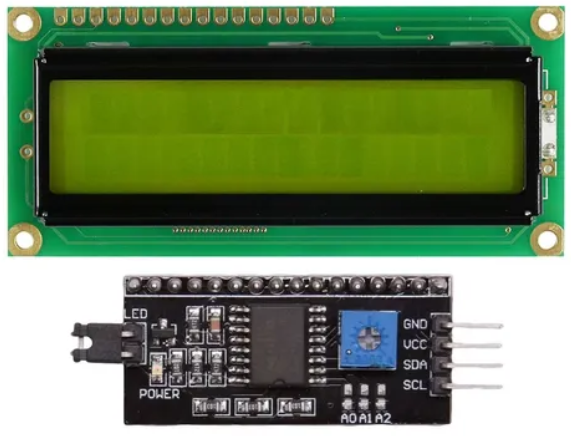 LED
POWER
GND
VCC
SDA
SCL
A0 A1 A2